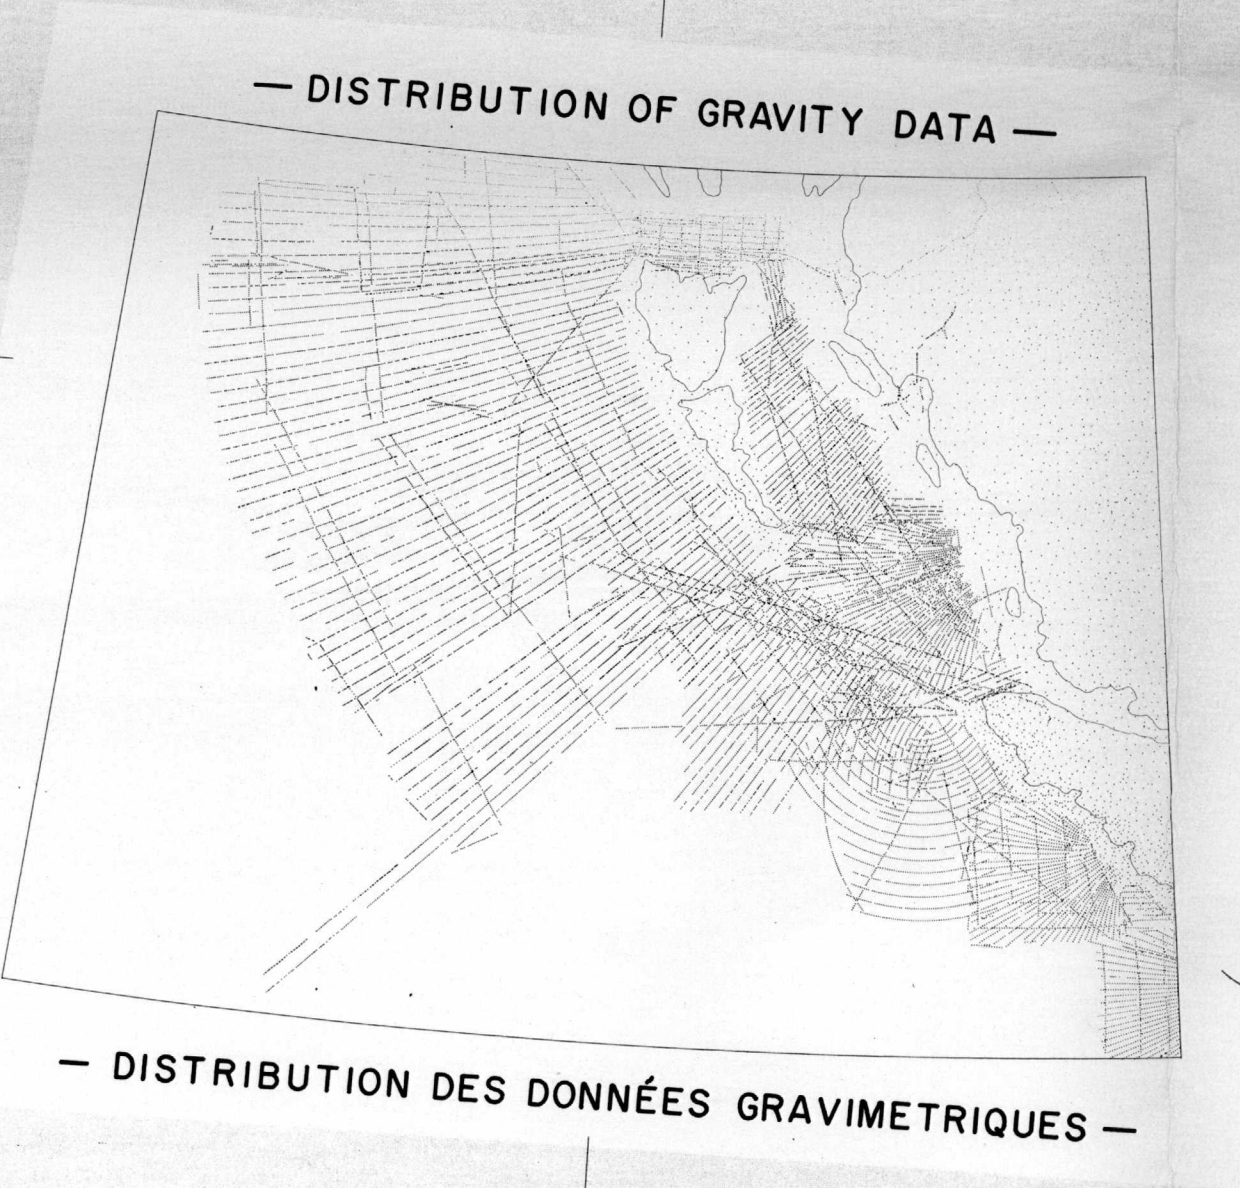 — DISTRIBUTION OF GRAVITY DATA —
— DISTRIBUTION DES DONNÉES GRAVIMETRIQUES —